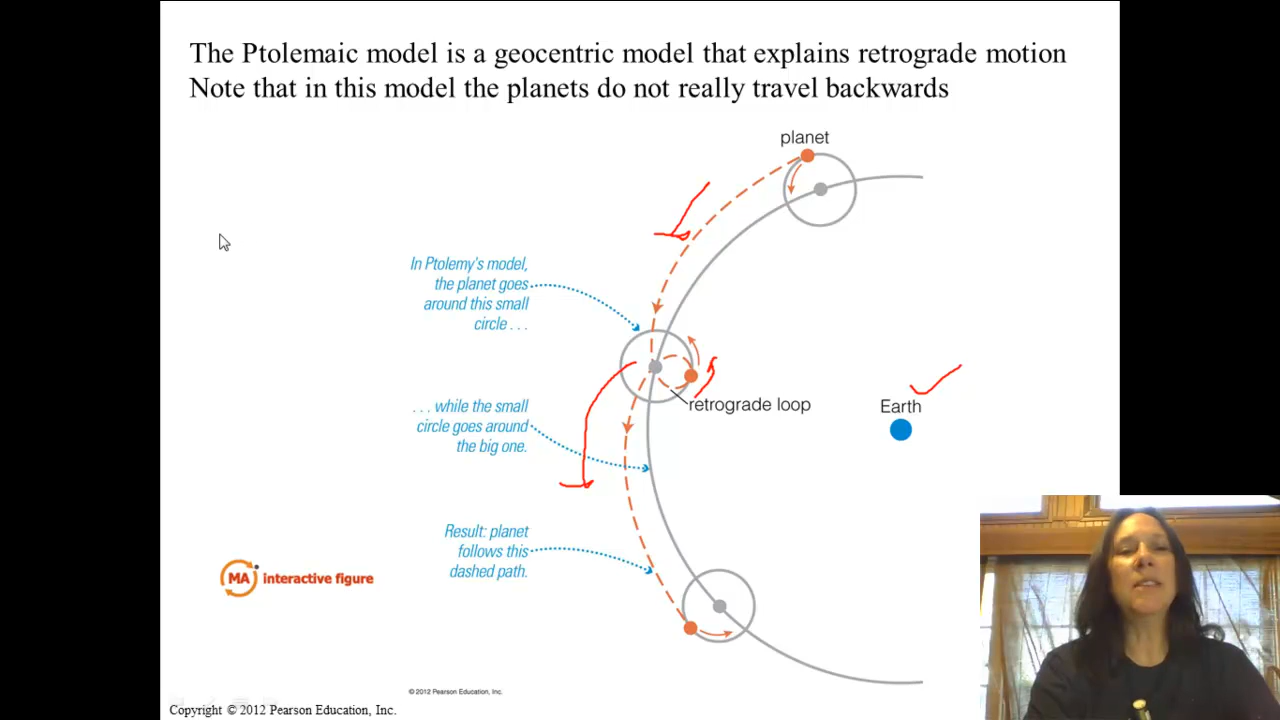 The Ptolemaic model is a geocentric model that explains retrograde motion
Note that in this model the planets do not really travel backwards
planet
In Ptolemy's model,
the planet goes
around this small
circle . . .
retrograde loop
Earth
. . . while the small
circle goes around
the big one.
Result: planet
follows this
dashed path.
MA interactive figure
© 2012 Pearson Education, Inc.
Copyright © 2012 Pearson Education, Inc.